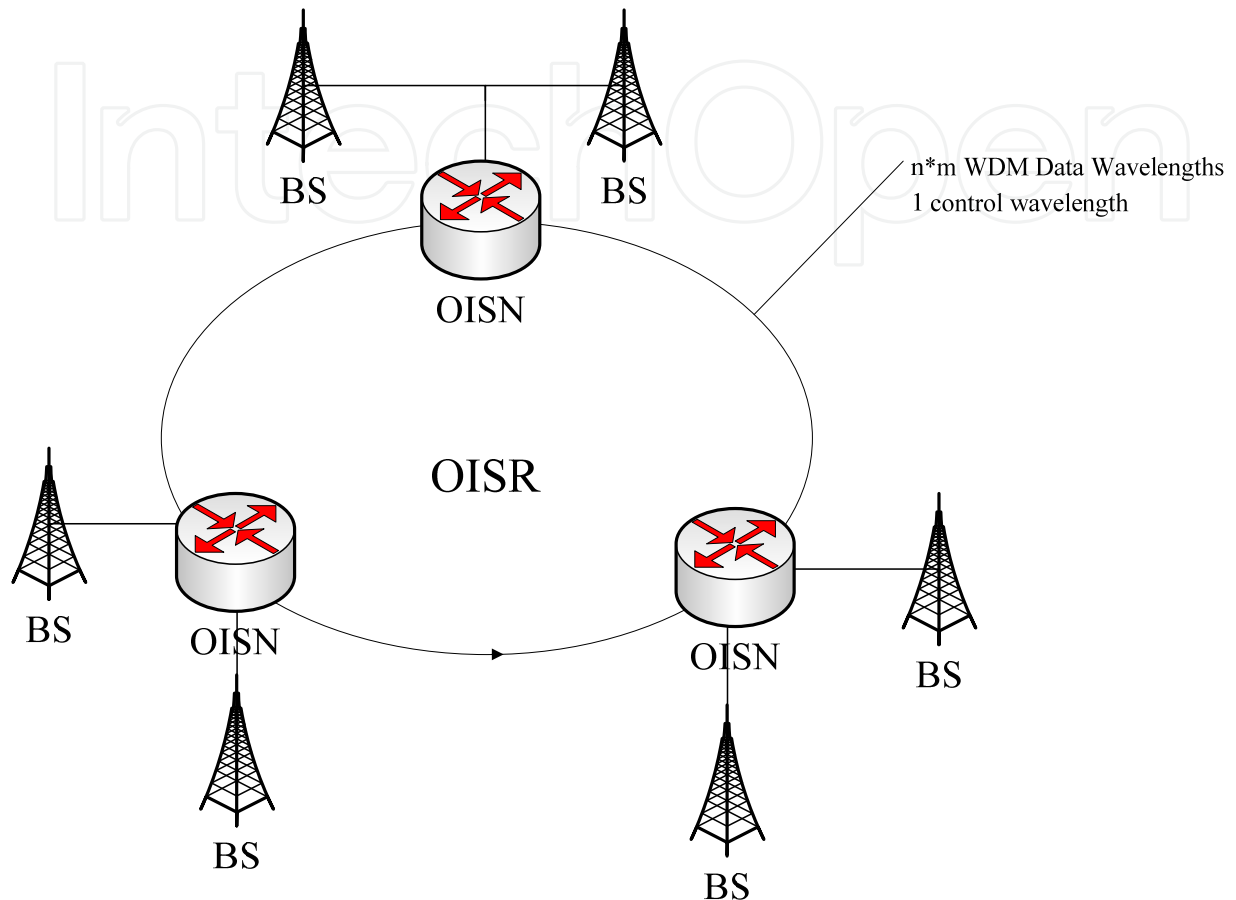 IntechOpen
BS
BS
n*m WDM Data Wavelengths
1 control wavelength
OISN
OISR
BS
OISN
OISN
BS
BS
BS